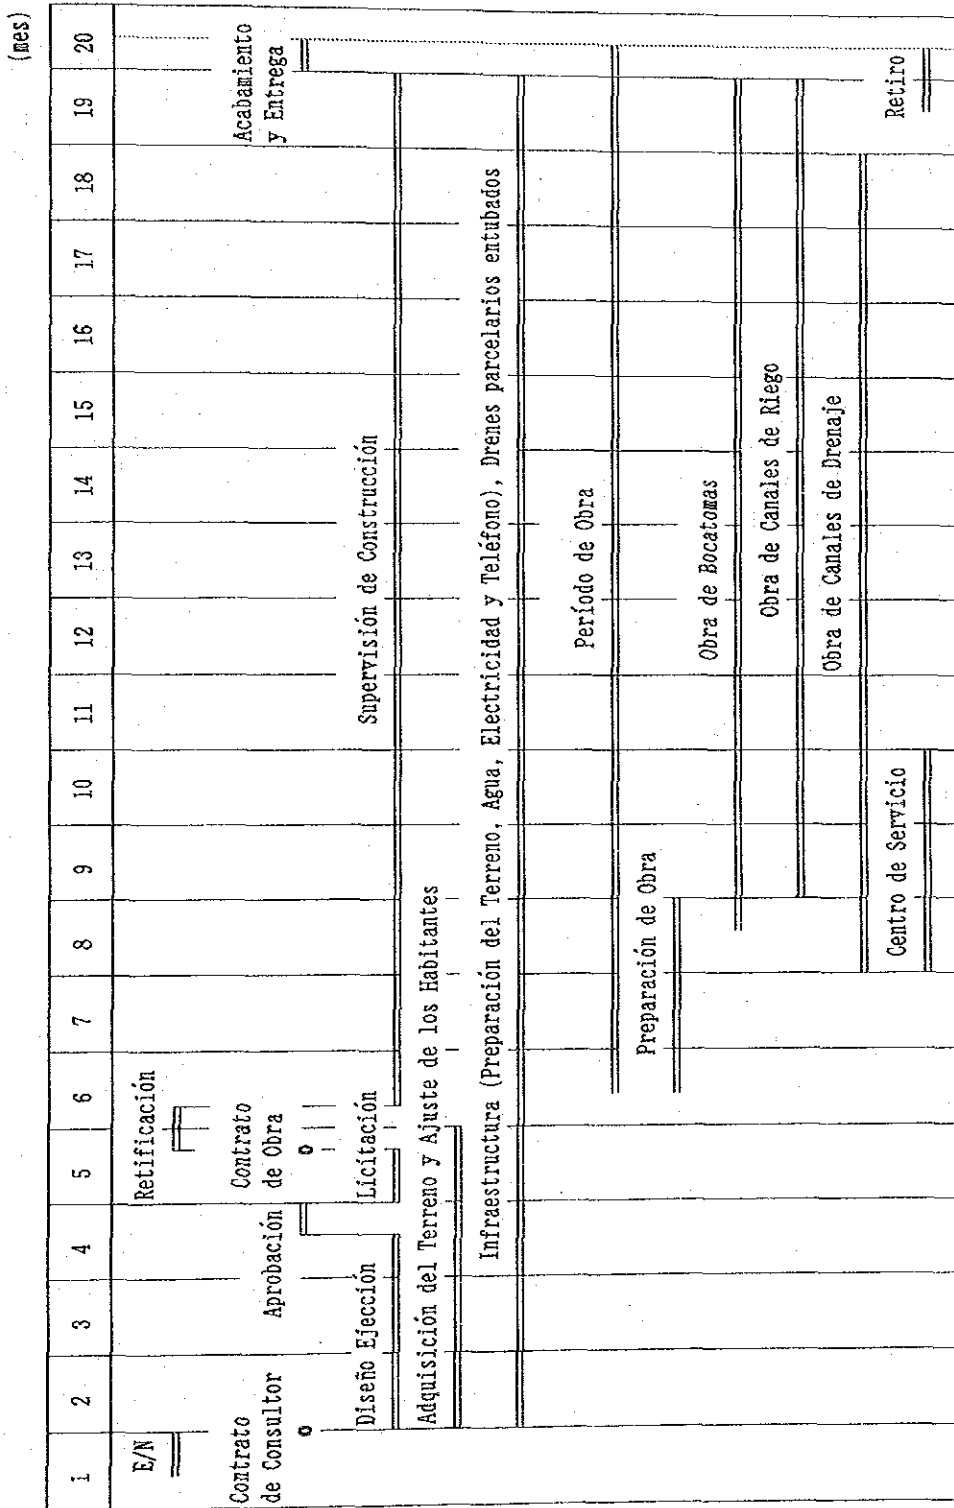 (mes)
1 2 3 4 5 6 7 8 9 10 11 12 13 14 15 16 17 18 19 20
E/N
Retificación
Contrato
de Consultor
Aprobación
Contrato
de Obra
Acabamiento
y Entrega
Diseño Ejección
Licitación
Supervisión de Construcción
Adquisición del Terreno y Ajuste de los Habitantes
Infraestructura (Preparación del Terreno, Agua, Electricidad y Teléfono), Drenes parcelarios entubados
Período de Obra
Preparación de Obra
Obra de Bocatomas
Obra de Canales de Riego
Obra de Canales de Drenaje
Centro de Servicio
Retiro